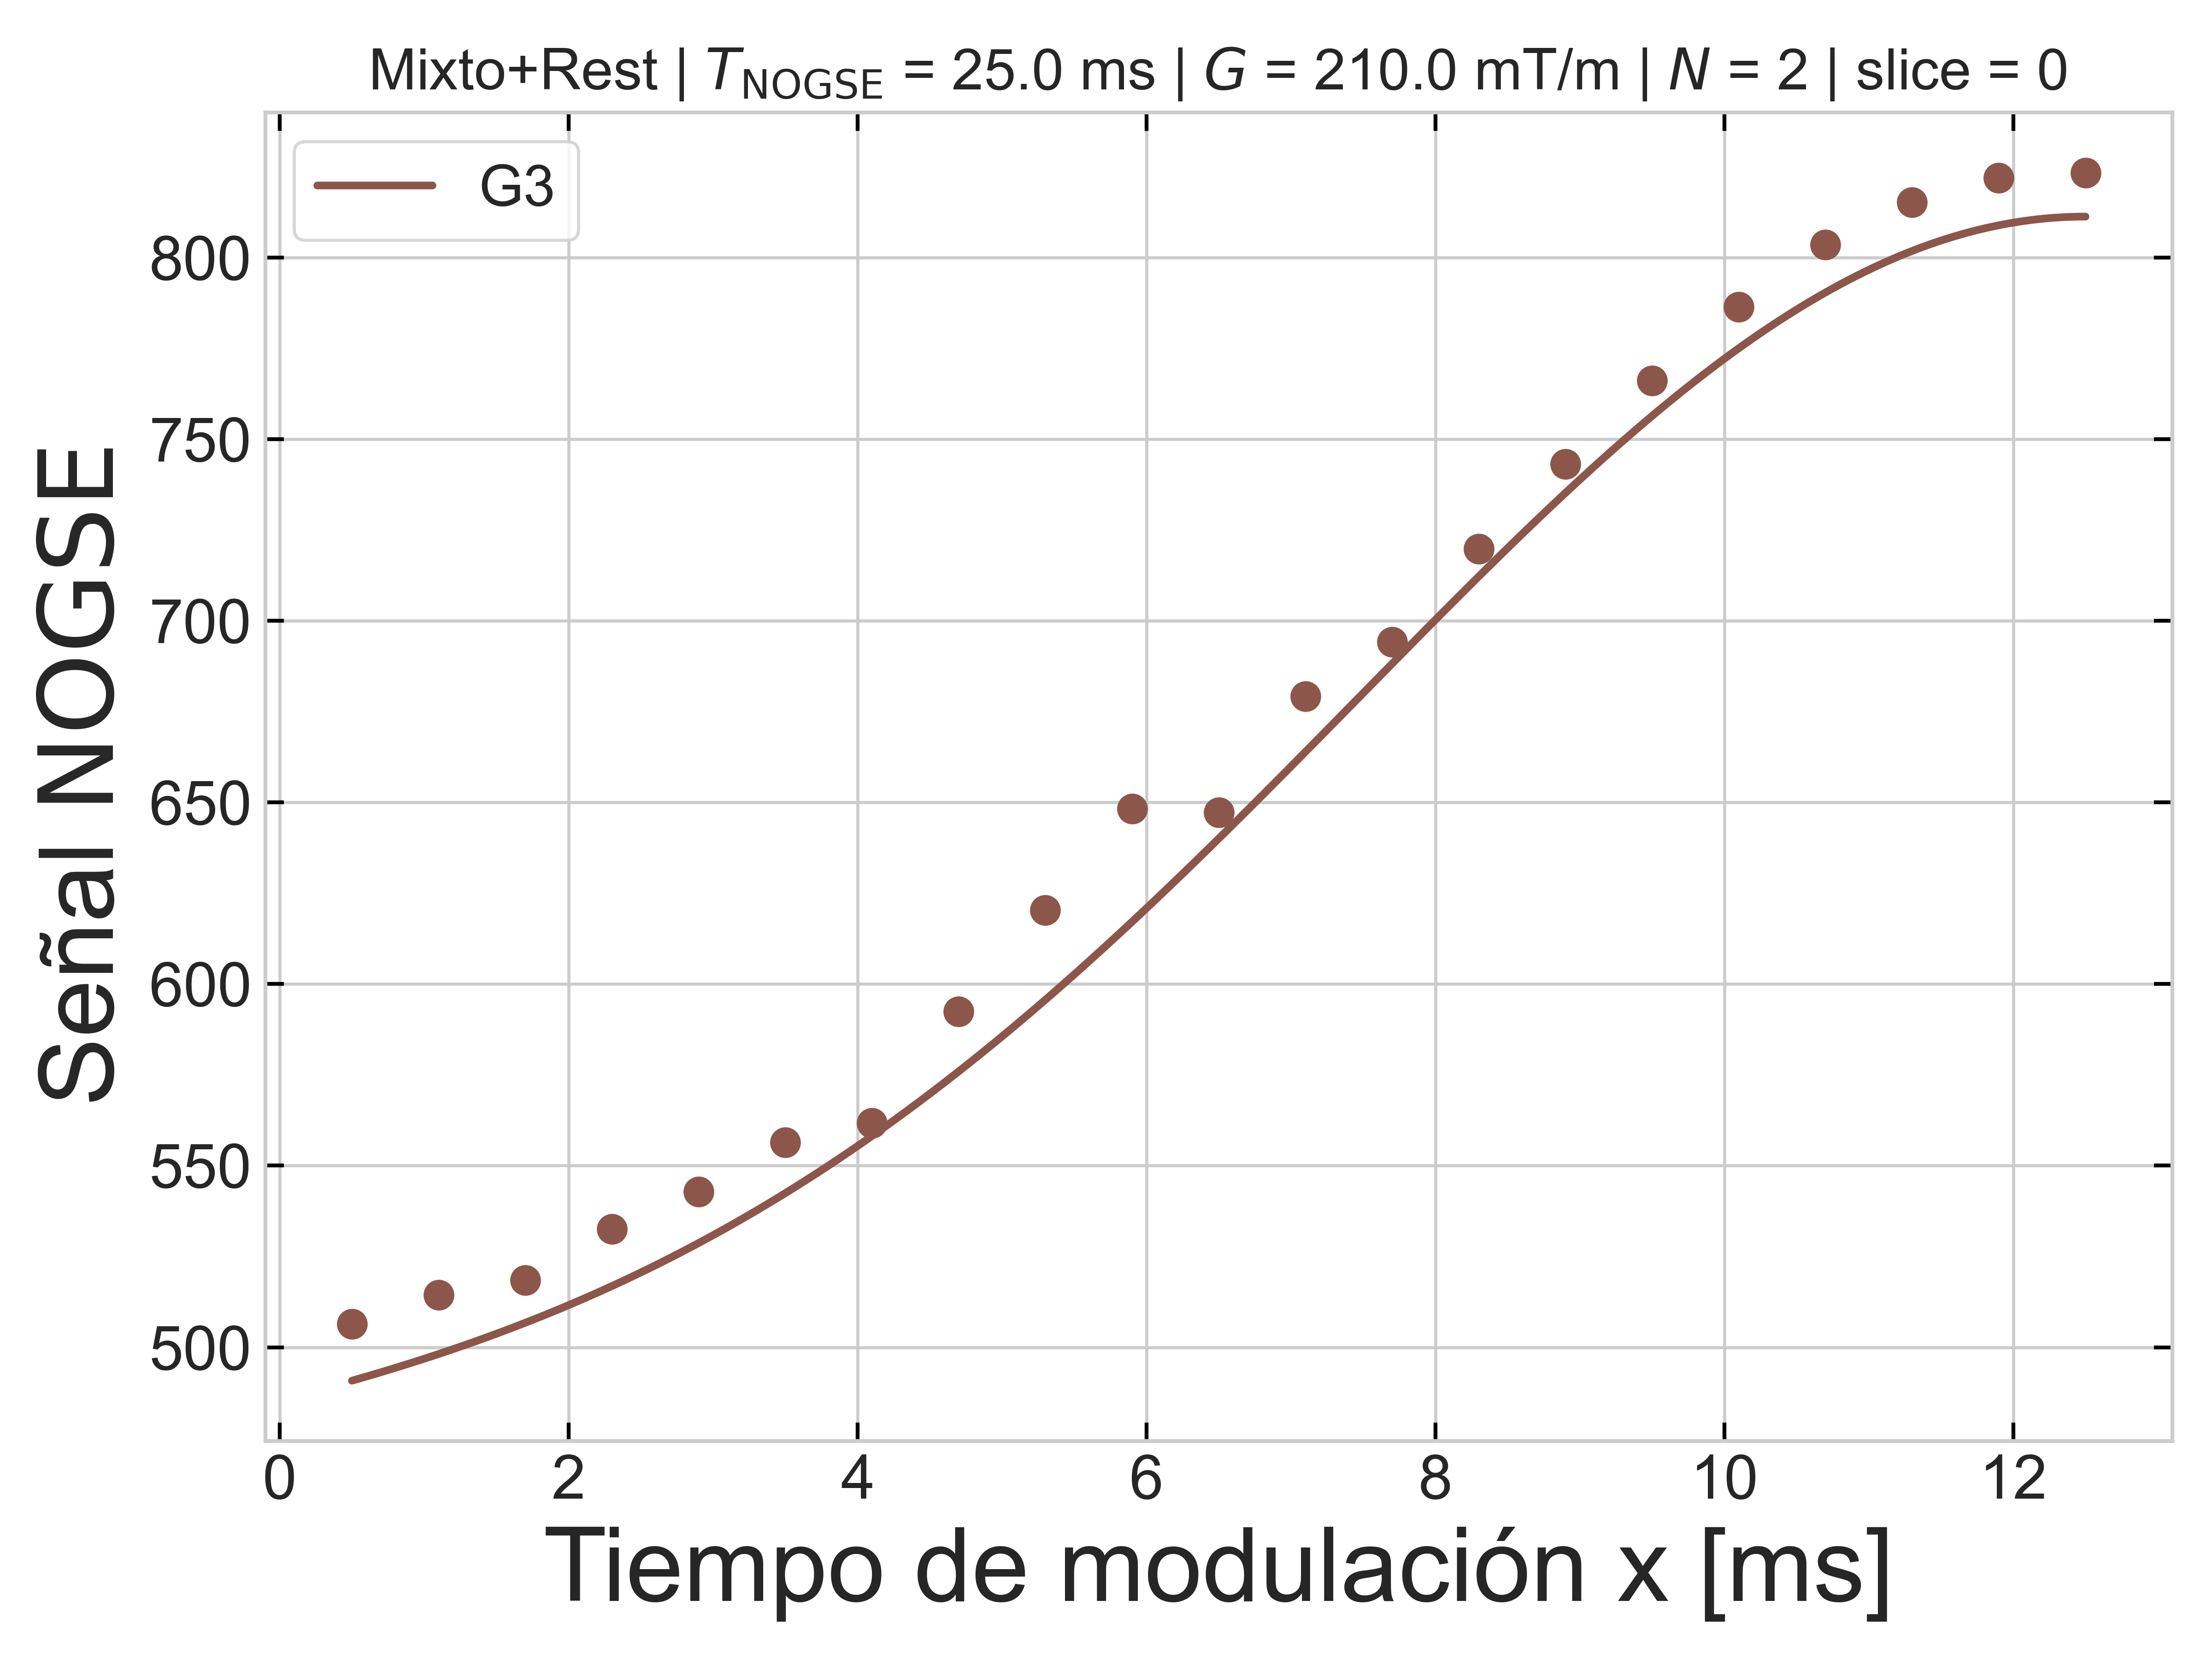 Mixto+Rest | T_NOGSE = 25.0 ms | G = 210.0 mT/m | N = 2 | slice = 0
G3
800
750
700
650
600
550
500
Señal NOGSE
0 2 4 6 8 10 12
Tiempo de modulación x [ms]